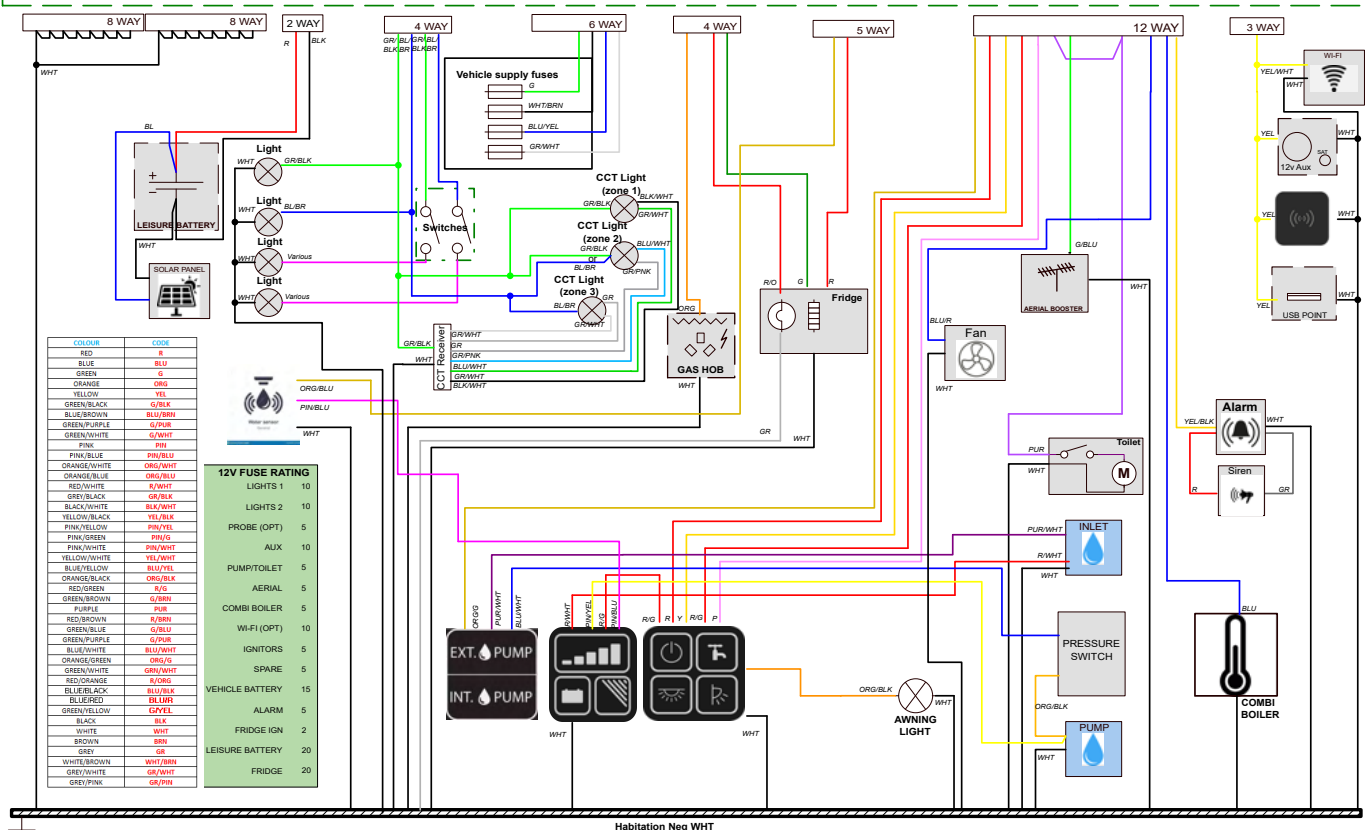 8 WAY
8 WAY
2 WAY
4 WAY
6 WAY
4 WAY
5 WAY
12 WAY
3 WAY
R
BLK
GR/
BLK
BL/
BR
GR/
BLK
BL/
BR
WHT
Vehicle supply fuses
G
WHT/BRN
BLU/YEL
GR/WHT
WI-FI
YEL/WHT
WHT
BL
+
−
LEISURE BATTERY
WHT
SOLAR PANEL
Light
WHT
GR/BLK
Light
WHT
BL/BR
Light
WHT
Various
Light
WHT
Various
Switches
CCT Light
(zone 1)
BLK/WHT
GR/BLK
GR/WHT
CCT Light
(zone 2)
BLU/WHT
GR/BLK
or
BL/BR
GR/PNK
CCT Light
(zone 3)
GR
BL/BR
GR/WHT
CCT Receiver
GR/BLK
WHT
GR/WHT
GR
GR/PNK
BLU/WHT
GR/WHT
BLK/WHT
ORG
GAS HOB
WHT
R/O
G
R
Fridge
GR
WHT
G/BLU
AERIAL BOOSTER
WHT
BLU/R
Fan
WHT
YEL
WHT
SAT
12v Aux
YEL
YEL
WHT
USB POINT
COLOUR CODE
RED R
BLUE BLU
GREEN G
ORANGE ORG
YELLOW YEL
GREEN/BLACK G/BLK
BLUE/BROWN BLU/BRN
GREEN/PURPLE G/PUR
GREEN/WHITE G/WHT
PINK PIN
PINK/BLUE PIN/BLU
ORANGE/WHITE ORG/WHT
ORANGE/BLUE ORG/BLU
RED/WHITE R/WHT
GREY/BLACK GR/BLK
BLACK/WHITE BLK/WHT
YELLOW/BLACK YEL/BLK
PINK/YELLOW PIN/YEL
PINK/GREEN PIN/G
PINK/WHITE PIN/WHT
YELLOW/WHITE YEL/WHT
BLUE/YELLOW BLU/YEL
ORANGE/BLACK ORG/BLK
RED/GREEN R/G
GREEN/BROWN G/BRN
PURPLE PUR
RED/BROWN R/BRN
GREEN/BLUE G/BLU
GREEN/PURPLE G/PUR
BLUE/WHITE BLU/WHT
ORANGE/GREEN ORG/G
GREEN/WHITE GRN/WHT
RED/ORANGE R/ORG
BLUE/BLACK BLU/BLK
BLUE/RED BLU/R
GREEN/YELLOW G/YEL
BLACK BLK
WHITE WHT
BROWN BRN
GREY GR
WHITE/BROWN WHT/BRN
GREY/WHITE GR/WHT
GREY/PINK GR/PIN
ORG/BLU
PIN/BLU
WHT
12V FUSE RATING
LIGHTS 1 10
LIGHTS 2 10
PROBE (OPT) 5
AUX 10
PUMP/TOILET 5
AERIAL 5
COMBI BOILER 5
WI-FI (OPT) 10
IGNITORS 5
SPARE 5
VEHICLE BATTERY 15
ALARM 5
FRIDGE IGN 2
LEISURE BATTERY 20
FRIDGE 20
PUR
Toilet
WHT
M
YEL/BLK
Alarm
WHT
R
Siren
GR
PUR/WHT
INLET
R/WHT
WHT
ORG/G
PUR/WHT
BLU/WHT
EXT. PUMP
INT. PUMP
R/WHT
PIN/YEL
R/G
PIN/BLU
WHT
R/G
R
Y
R/G
P
WHT
ORG/BLK
WHT
AWNING
LIGHT
PRESSURE
SWITCH
ORG/BLK
PUMP
WHT
BLU
COMBI
BOILER
Habitation Neg WHT